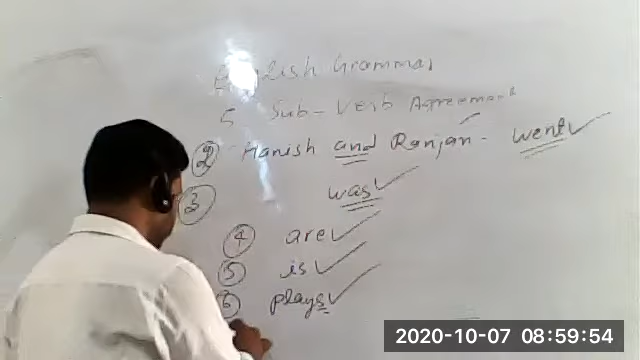 English Grammar
5 Sub-Verb Agreement
2 Manish and Ranjan - went ✓
3 was ✓
4 are ✓
5 is ✓
6 plays ✓
2020-10-07 08:59:54